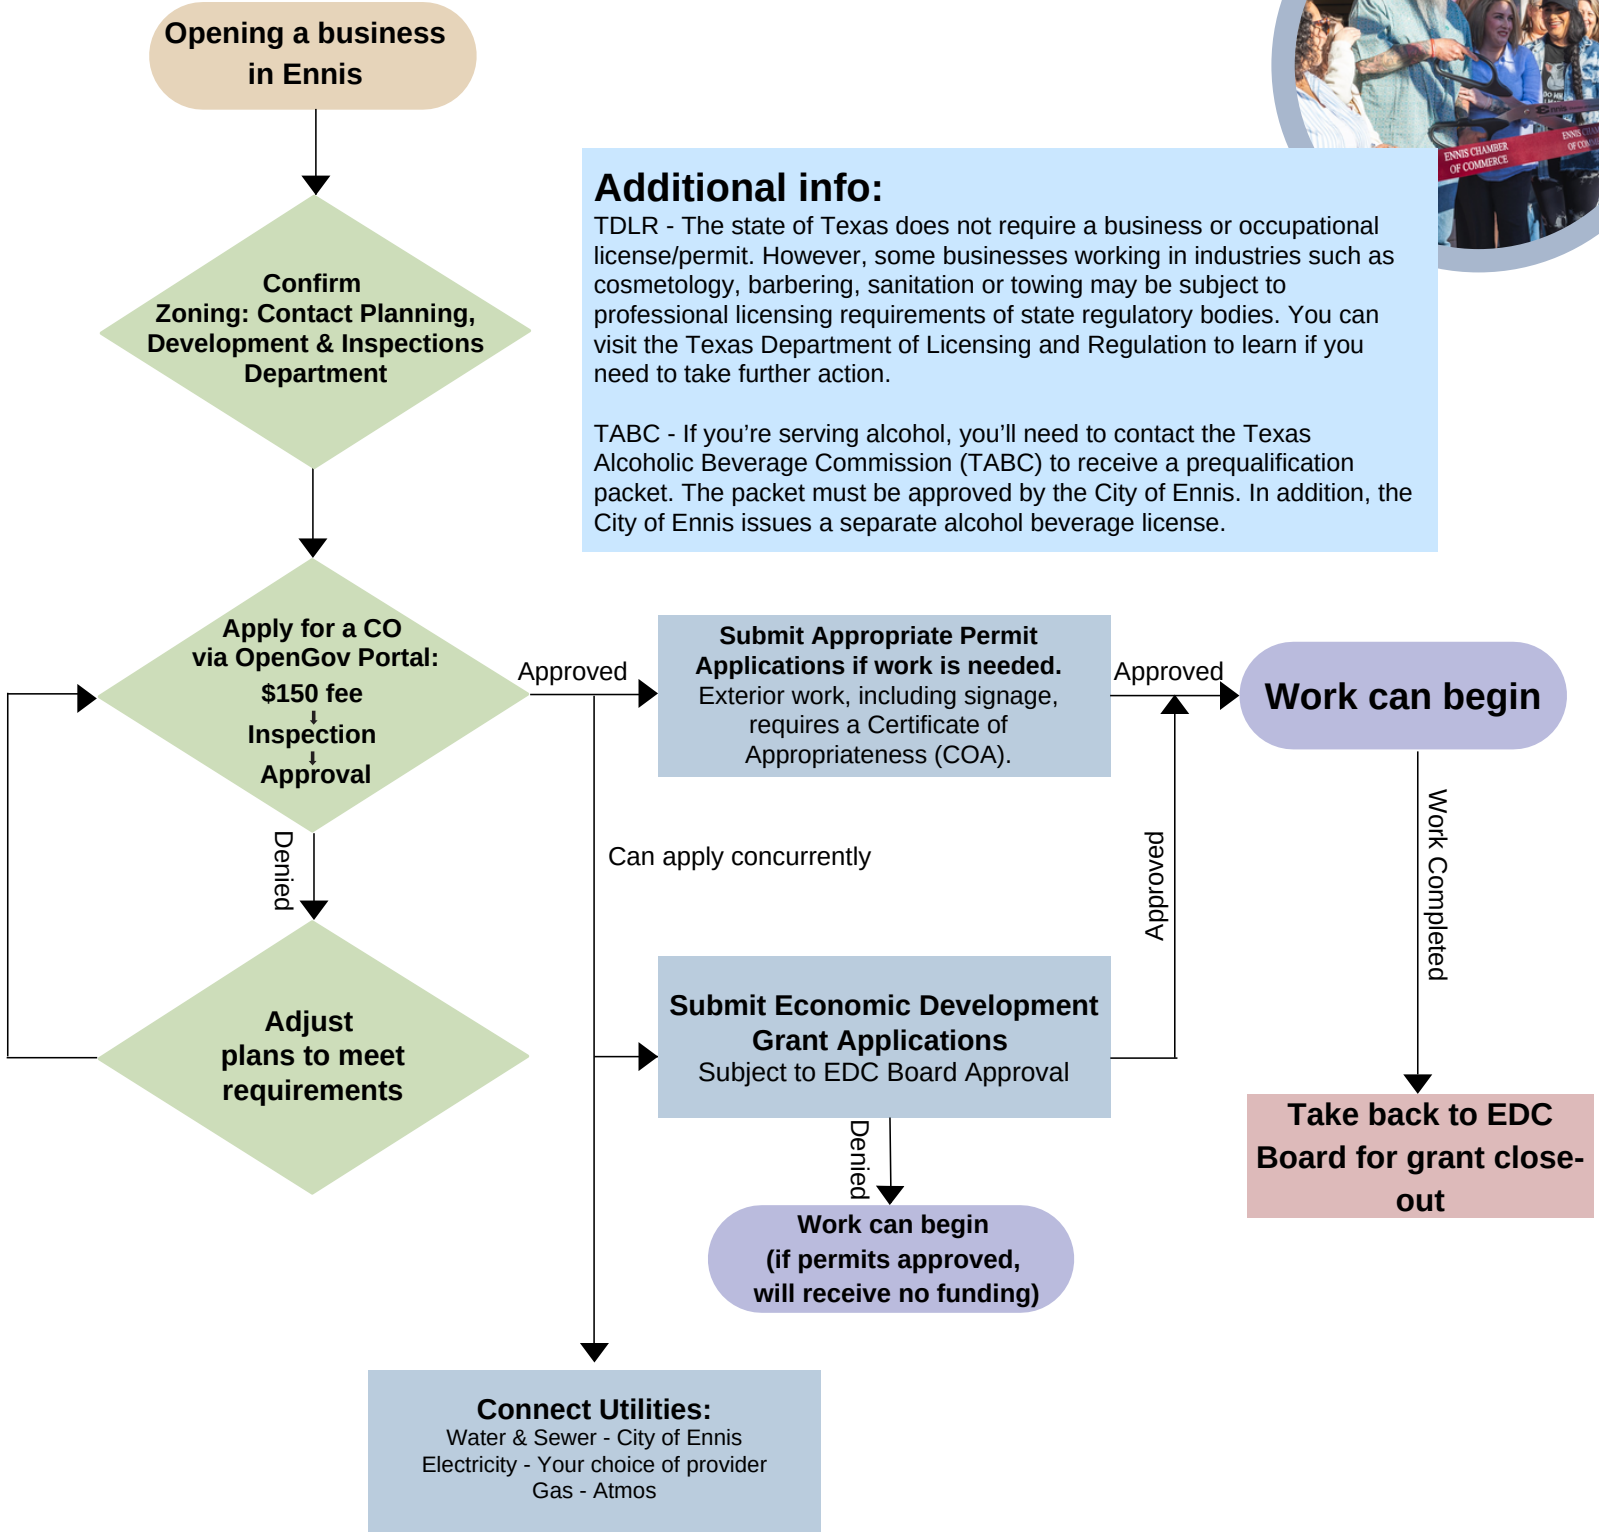 Opening a business
in Ennis
ENNIS CHAMBER
OF COMMERCE
Additional info:
TDLR - The state of Texas does not require a business or occupational
license/permit. However, some businesses working in industries such as
cosmetology, barbering, sanitation or towing may be subject to
professional licensing requirements of state regulatory bodies. You can
visit the Texas Department of Licensing and Regulation to learn if you
need to take further action.
TABC - If you’re serving alcohol, you’ll need to contact the Texas
Alcoholic Beverage Commission (TABC) to receive a prequalification
packet. The packet must be approved by the City of Ennis. In addition, the
City of Ennis issues a separate alcohol beverage license.
Confirm
Zoning: Contact Planning,
Development & Inspections
Department
Apply for a CO
via OpenGov Portal:
$150 fee
Inspection
Approval
Approved
Submit Appropriate Permit
Applications if work is needed.
Exterior work, including signage,
requires a Certificate of
Appropriateness (COA).
Approved
Work can begin
Denied
Can apply concurrently
Approved
Work Completed
Adjust
plans to meet
requirements
Submit Economic Development
Grant Applications
Subject to EDC Board Approval
Denied
Take back to EDC
Board for grant close-
out
Work can begin
(if permits approved,
will receive no funding)
Connect Utilities:
Water & Sewer - City of Ennis
Electricity - Your choice of provider
Gas - Atmos